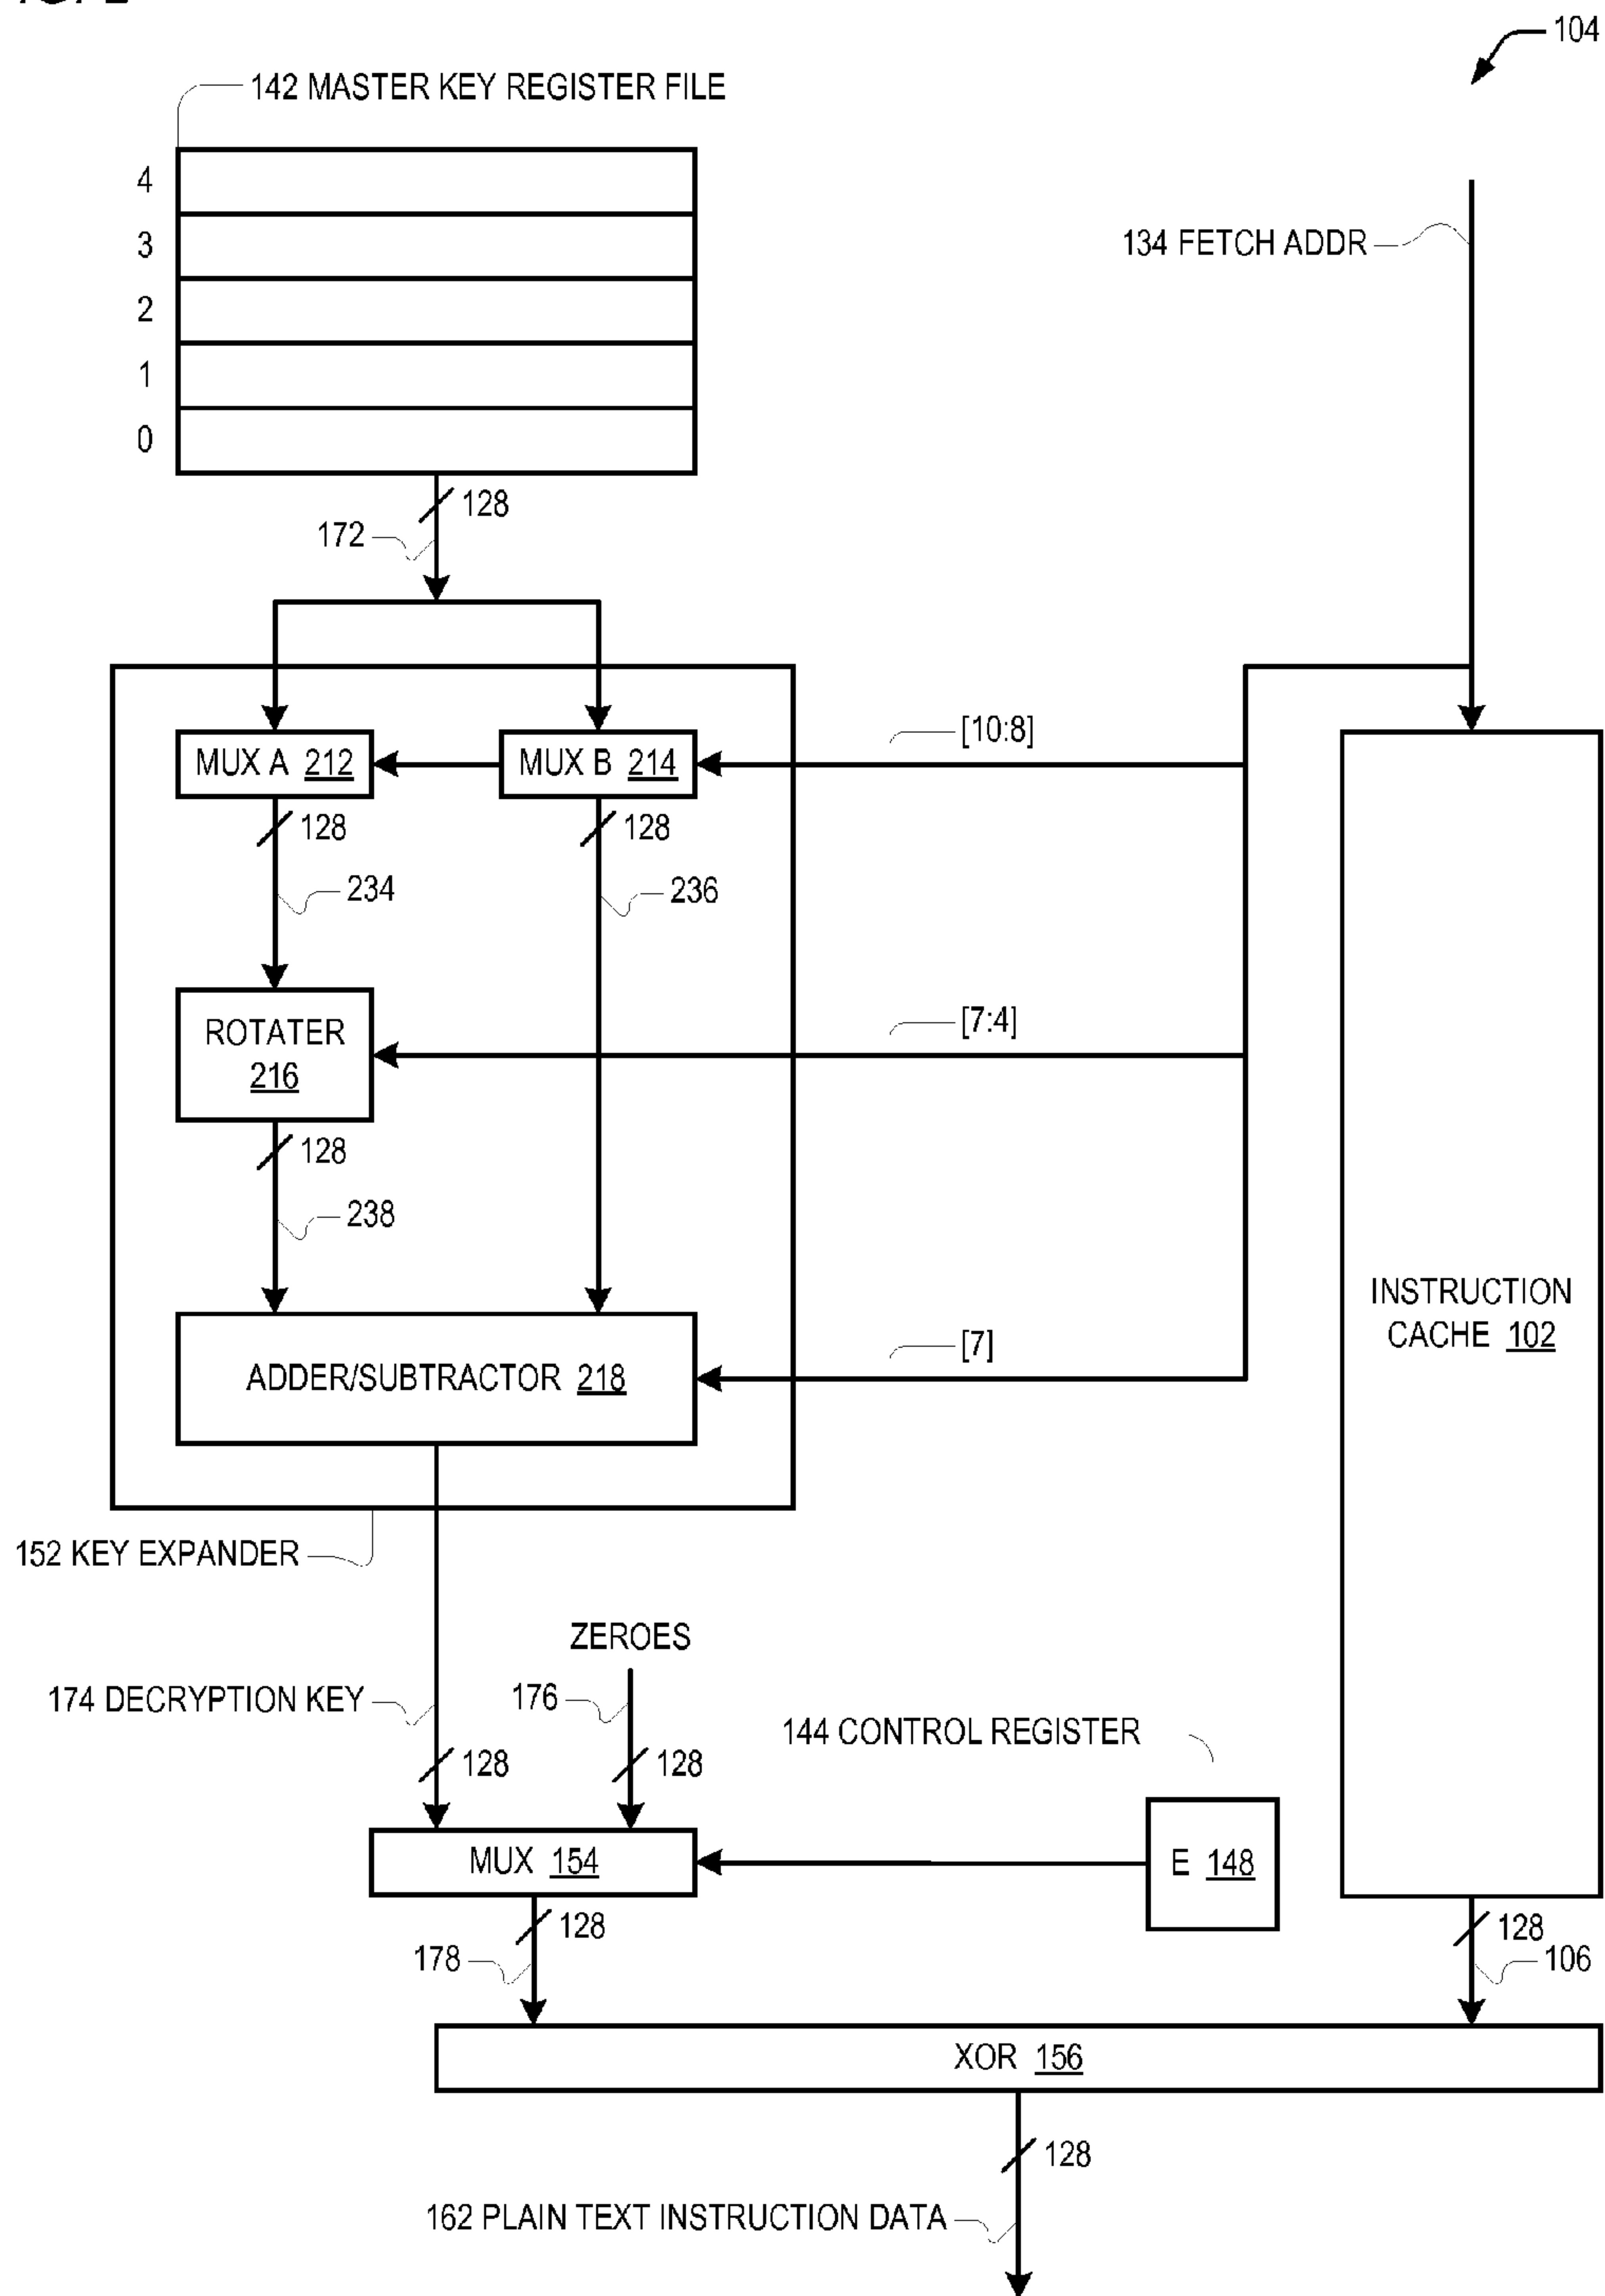 104
142 MASTER KEY REGISTER FILE
4
3
134 FETCH ADDR
2
1
0
128
172
[10:8]
MUX A 212
MUX B 214
128
128
234
236
[7:4]
ROTATER
216
128
238
INSTRUCTION
CACHE 102
[7]
ADDER/SUBTRACTOR 218
152 KEY EXPANDER
ZEROES
174 DECRYPTION KEY
176
144 CONTROL REGISTER
128
128
MUX 154
E 148
128
128
178
106
XOR 156
128
162 PLAIN TEXT INSTRUCTION DATA